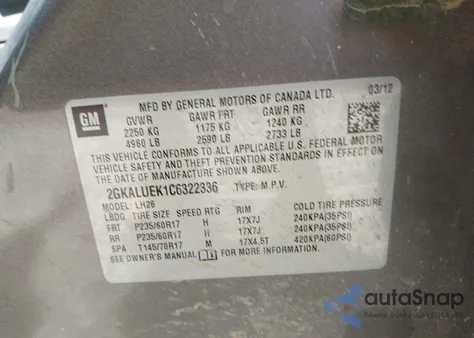 GM
MFD BY GENERAL MOTORS OF CANADA LTD. 03/12
GVWR GAWR FRT GAWR RR
2250 KG 1175 KG 1240 KG
4960 LB 2590 LB 2733 LB
THIS VEHICLE CONFORMS TO ALL APPLICABLE U.S. FEDERAL MOTOR
VEHICLE SAFETY AND THEFT PREVENTION STANDARDS IN EFFECT ON
THE DATE OF MANUFACTURE SHOWN ABOVE.
2GKALUEK1C6322336 TYPE: M.P.V.
MODEL: LH26
LBDG TIRE SIZE SPEED RTG RIM COLD TIRE PRESSURE
FRT P235/60R17 H 17X7J 240KPA(35PSI)
RR P235/60R17 H 17X7J 240KPA(35PSI)
SPA T145/70R17 M 17X4.5T 420KPA(60PSI)
SEE OWNER'S MANUAL FOR ADDITIONAL INFORMATION.
autoSnap